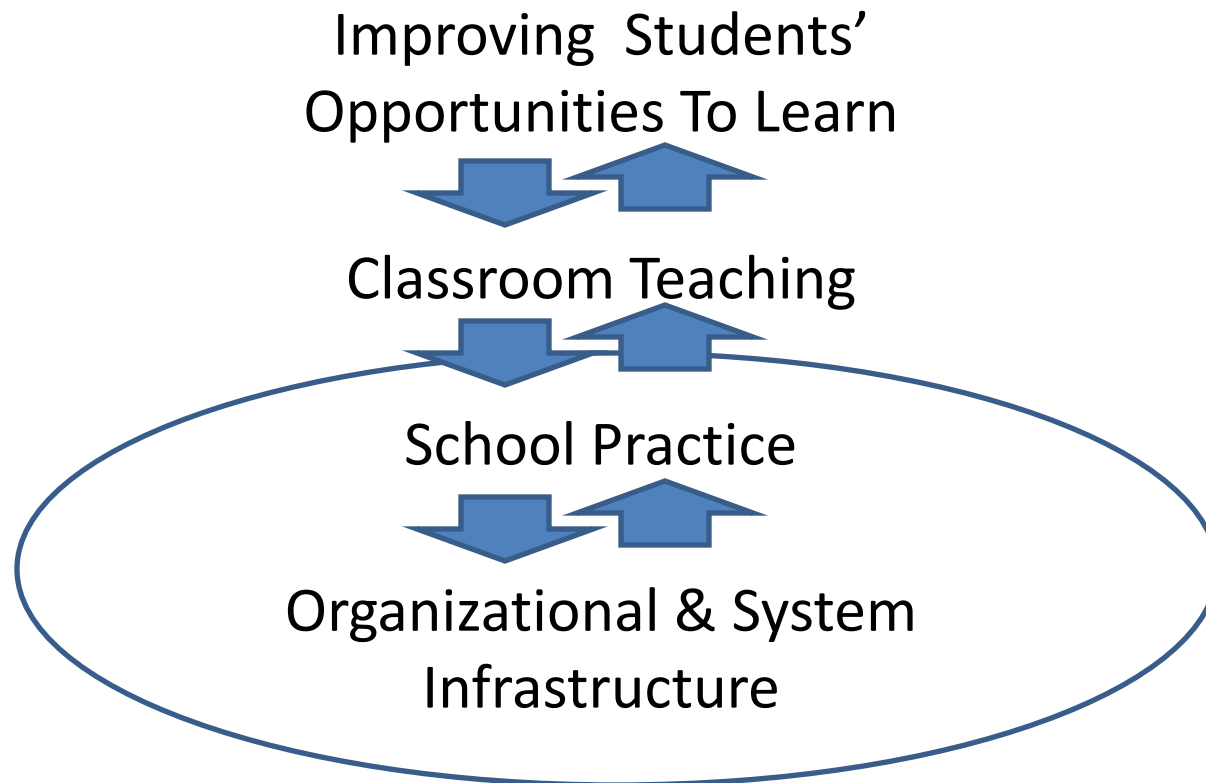 Improving  Students’
Opportunities To Learn
Classroom Teaching
School Practice
Organizational & System
Infrastructure